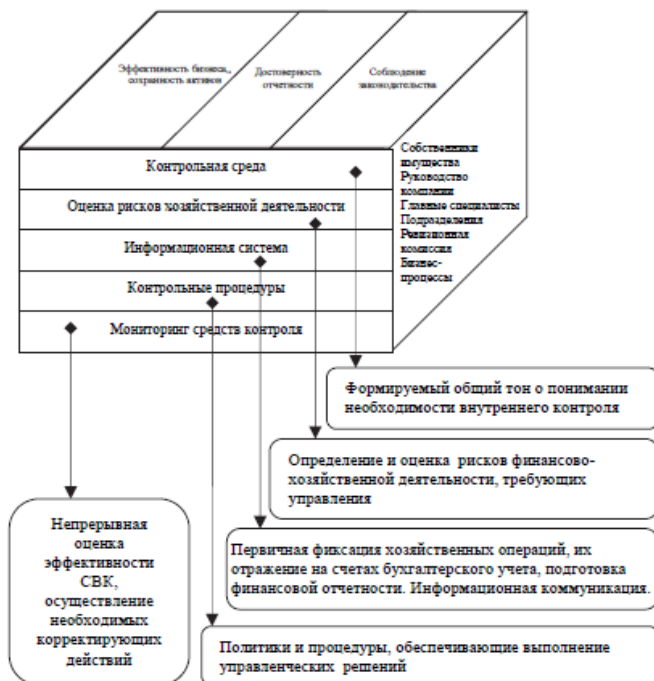 Эффективность бизнеса,,
сохранность активов
Достоверность
отчетности
Соблюдение
законодательства
Контрольная среда
Оценка рисков хозяйственной деятельности
Информационная система
Контрольные процедуры
Мониторинг средств контроля
Собственники
имущества
Руководство
компании
Главные специалисты
Подразделения
Ревизионная
комиссия
Бизнес-
процессы
Формируемый общий тон о понимании
необходимости внутреннего контроля
Определение и оценка рисков финансово-
хозяйственной деятельности, требующих
управления
Непрерывная
оценка
эффективности
СВК,
осуществление
необходимых
корректирующих
действий
Первичная фиксация хозяйственных операций, их
отражение на счетах бухгалтерского учета, подготовка
финансовой отчетности. Информационная коммуникация.
Политики и процедуры, обеспечивающие выполнение
управленческих решений